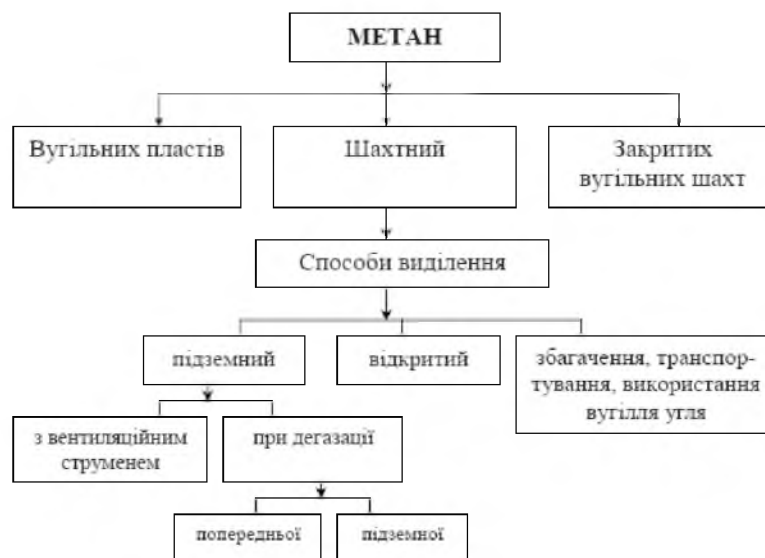 МЕТАН
Вугільних пластів
Шахтний
Закритих
вугільних шахт
Способи виділення
підземний
відкритий
збагачення, транспор-
тування, використання
вугілля угля
з вентиляційним
струменем
при дегазації
попередньої
підземної